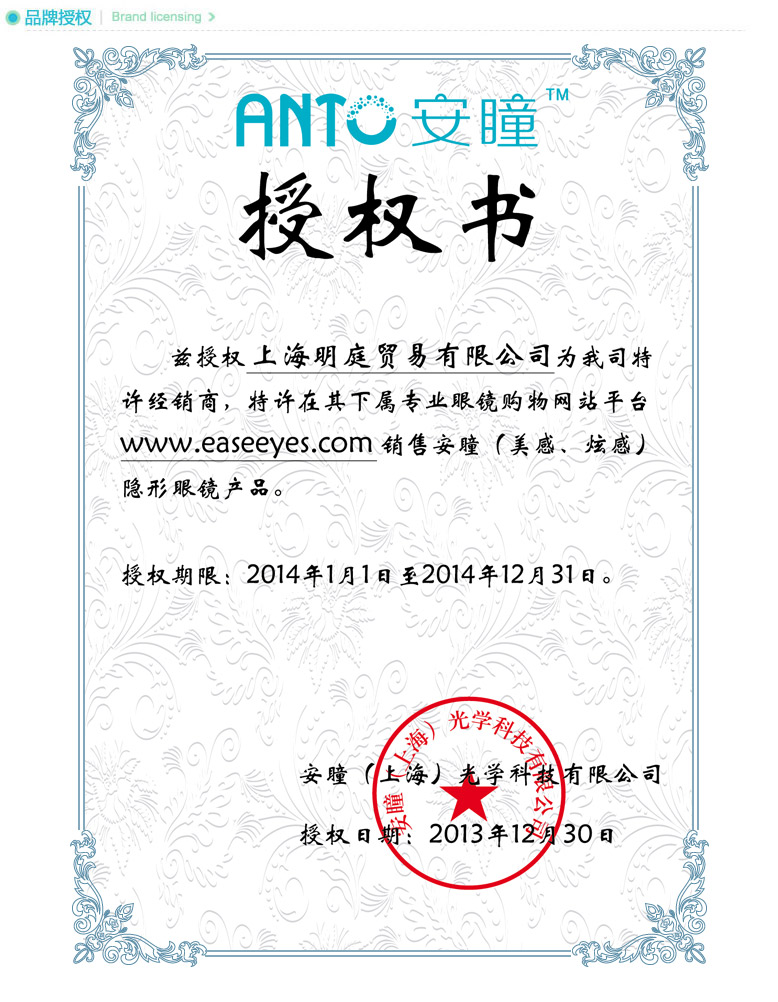 品牌授权 | Brand licensing >
ANTO 安瞳™
授权书
兹授权上海明庭贸易有限公司为我司特
许经销商，特许在其下属专业眼镜购物网站平台
www.easeeyes.com 销售安瞳（美感、炫感）
隐形眼镜产品。
授权期限：2014年1月1日至2014年12月31日。
安瞳（上海）光学科技有限公司
安瞳（上海）光学科技有限公司
授权日期：2013年12月30日